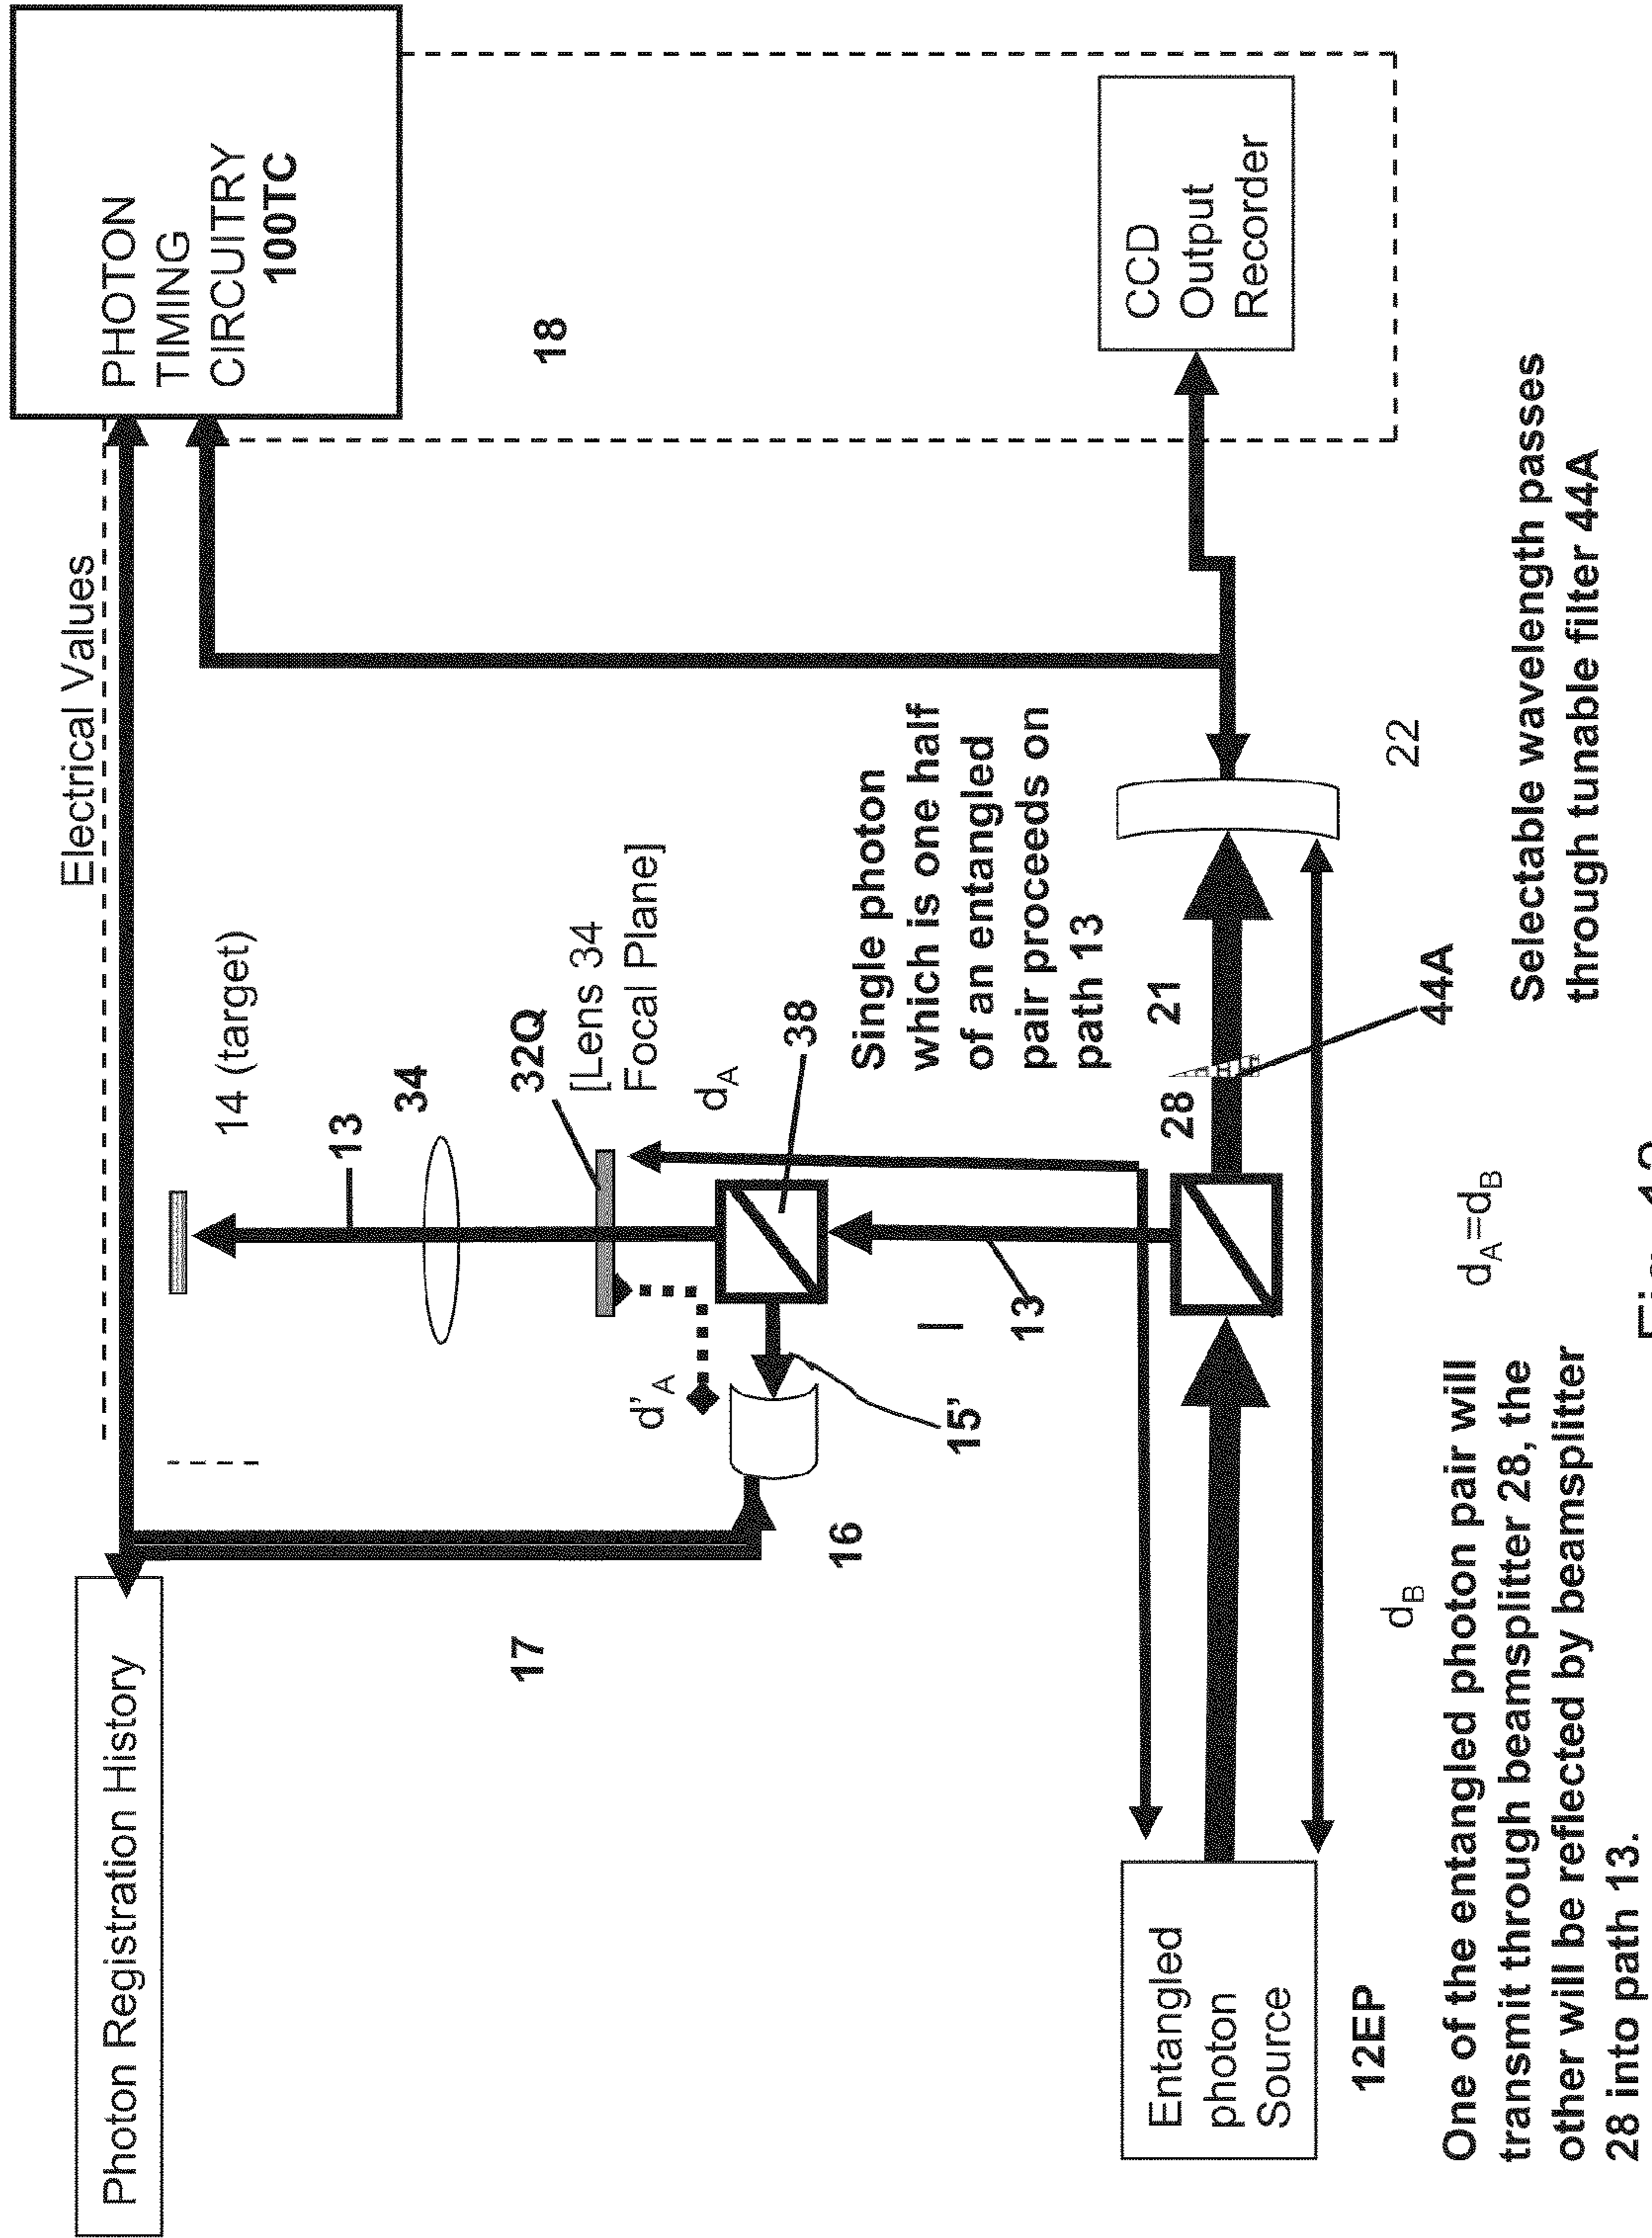 Photon Registration History
Electrical Values
PHOTON
TIMING
CIRCUITRY
100TC
14 (target)
13
34
32Q
[Lens 34
Focal Plane]
dA
d'A
38
15'
16
17
18
Single photon
which is one half
of an entangled
pair proceeds on
path 13
13
28
21
22
44A
CCD
Output
Recorder
Entangled
photon
Source
12EP
dB
dA=dB
One of the entangled photon pair will
transmit through beamsplitter 28, the
other will be reflected by beamsplitter
28 into path 13.
Selectable wavelength passes
through tunable filter 44A